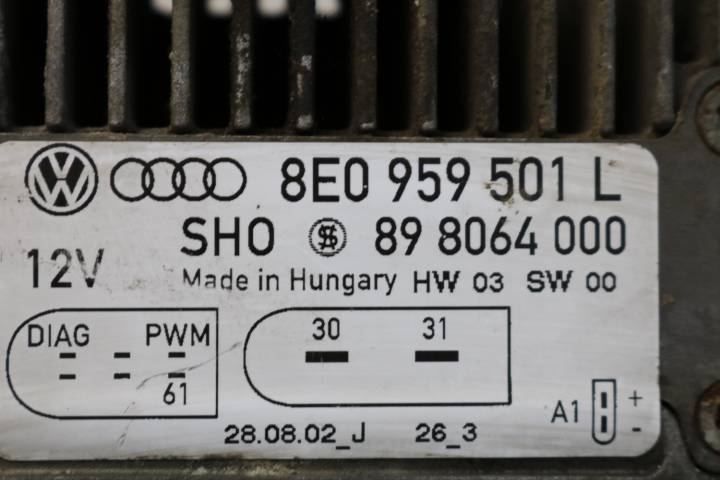 8E0 959 501 L
SHO 89 8064 000
12V
Made in Hungary HW 03 SW 00
DIAG PWM 30 31
61
A1 + -
28.08.02_J 26_3